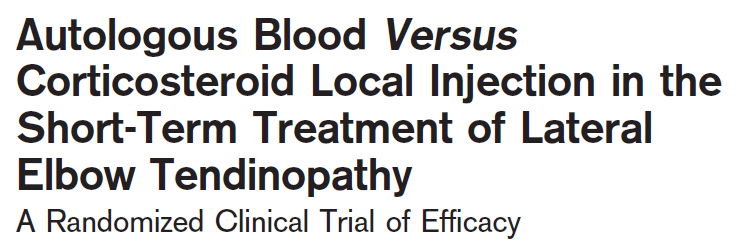 Autologous Blood Versus
Corticosteroid Local Injection in the
Short-Term Treatment of Lateral
Elbow Tendinopathy
A Randomized Clinical Trial of Efficacy